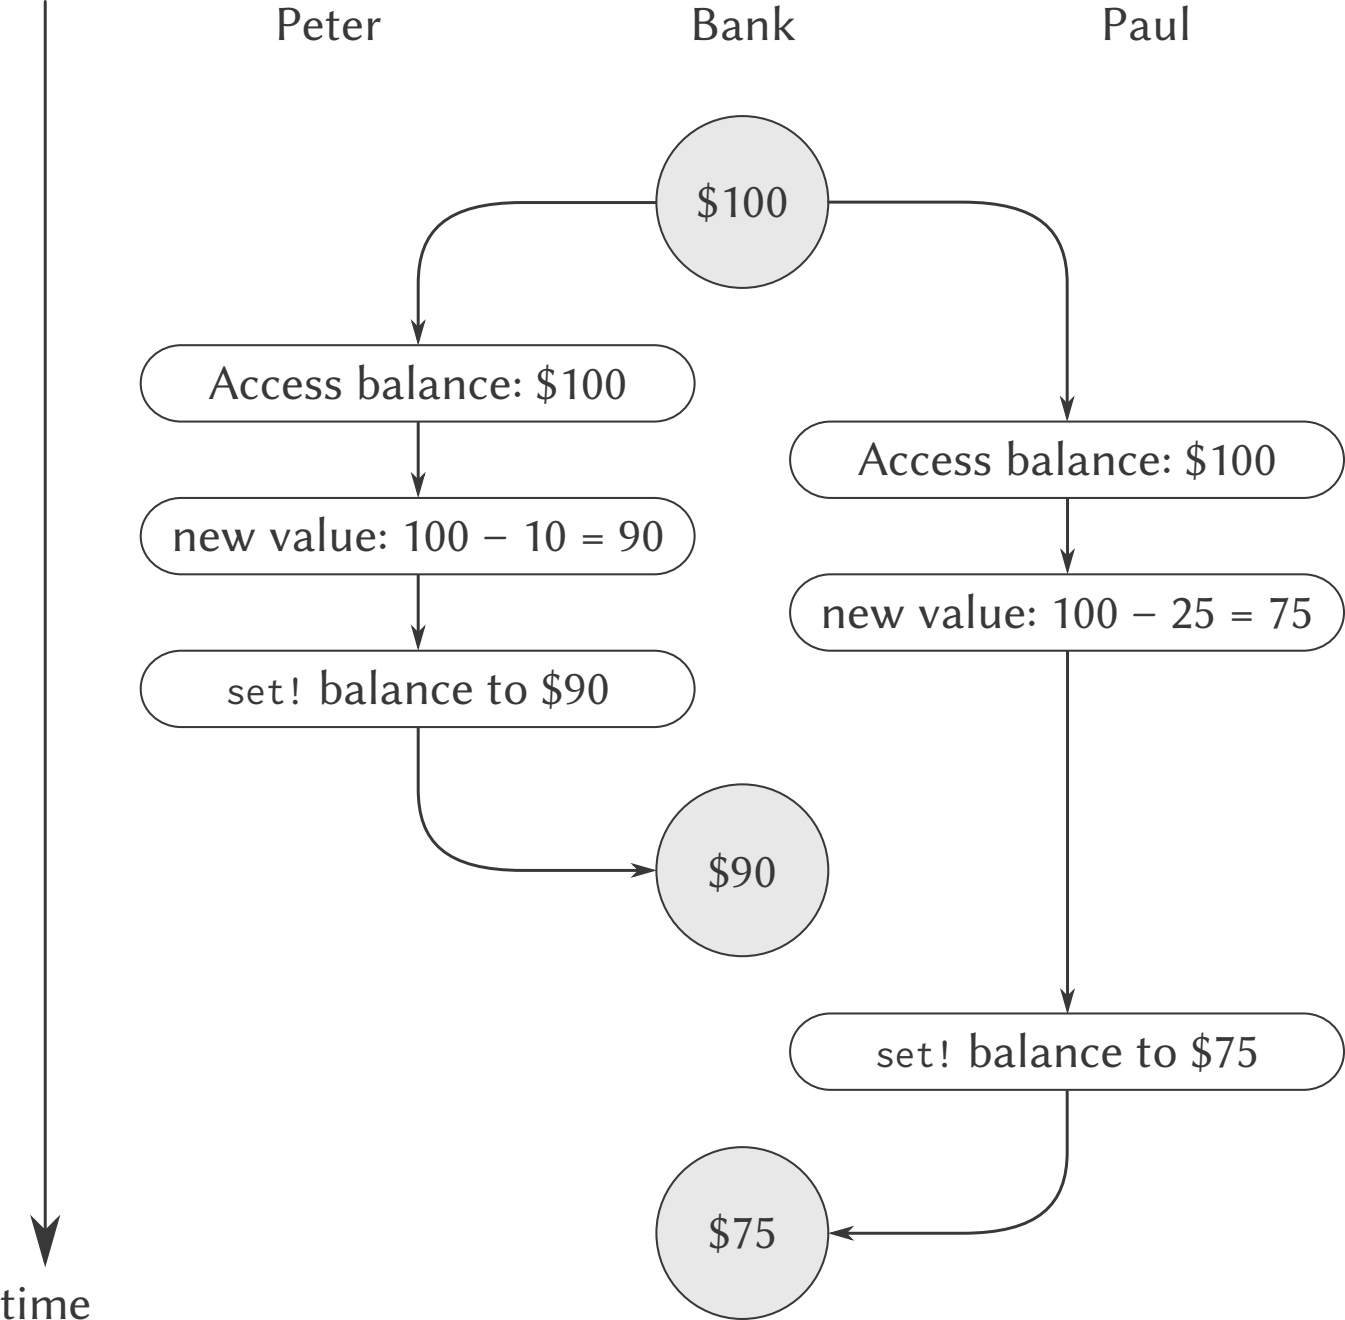 Peter
Bank
Paul
$100
Access balance: $100
Access balance: $100
new value: 100 − 10 = 90
new value: 100 − 25 = 75
set! balance to $90
$90
set! balance to $75
$75
time